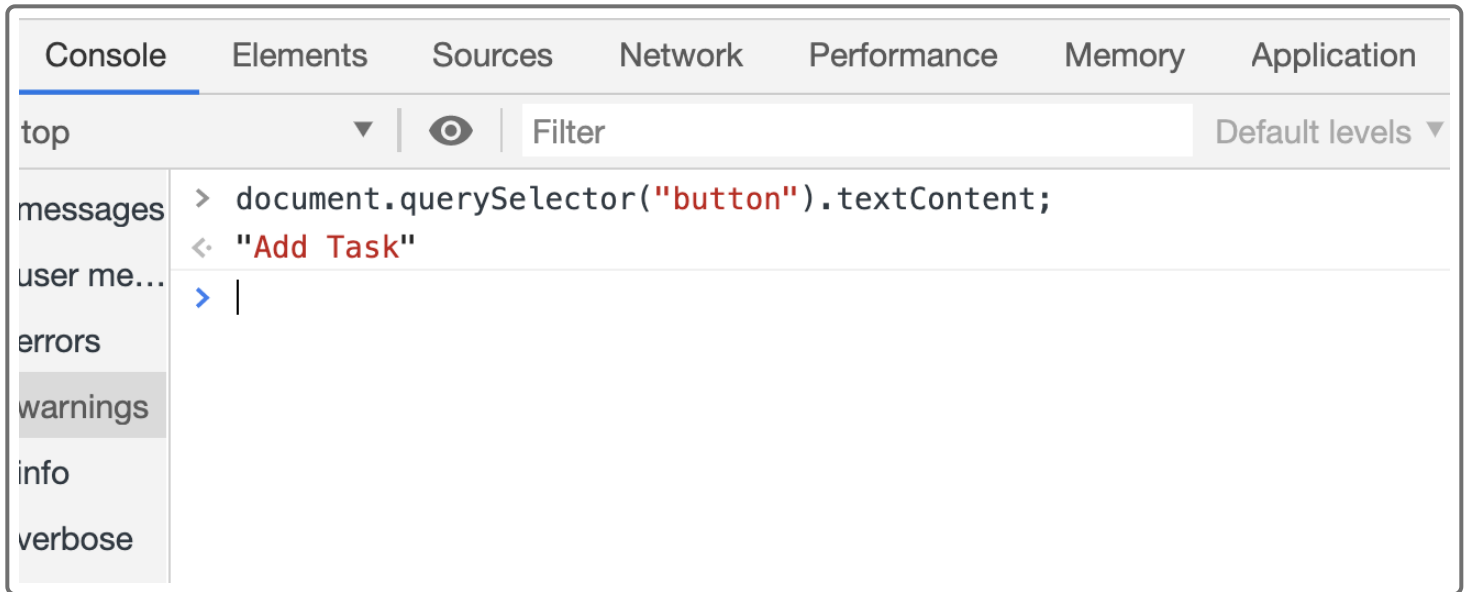 Console Elements Sources Network Performance Memory Application
top ▼ Filter Default levels ▼
messages
user me...
errors
warnings
info
verbose
> document.querySelector("button").textContent;
<· "Add Task"
>